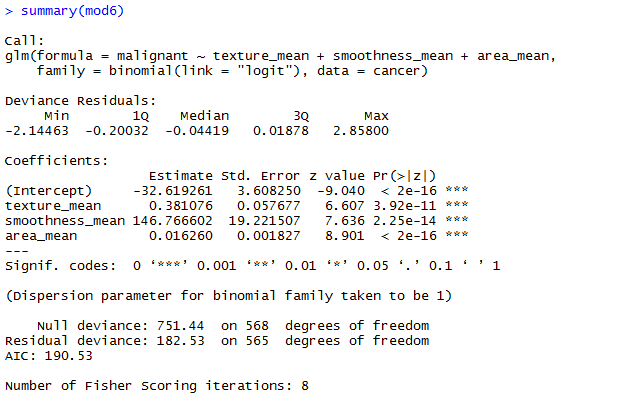 > summary(mod6)
Call:
glm(formula = malignant ~ texture_mean + smoothness_mean + area_mean,
    family = binomial(link = "logit"), data = cancer)
Deviance Residuals:
     Min       1Q   Median       3Q      Max
-2.14463 -0.20032 -0.04419  0.01878  2.85800
Coefficients:
                  Estimate Std. Error z value Pr(>|z|)
(Intercept)     -32.619261   3.608250  -9.040  < 2e-16 ***
texture_mean      0.381076   0.057677   6.607 3.92e-11 ***
smoothness_mean 146.766602  19.221507   7.636 2.25e-14 ***
area_mean         0.016260   0.001827   8.901  < 2e-16 ***
---
Signif. codes:  0 ‘***’ 0.001 ‘**’ 0.01 ‘*’ 0.05 ‘.’ 0.1 ‘ ’ 1
(Dispersion parameter for binomial family taken to be 1)
    Null deviance: 751.44  on 568  degrees of freedom
Residual deviance: 182.53  on 565  degrees of freedom
AIC: 190.53
Number of Fisher Scoring iterations: 8